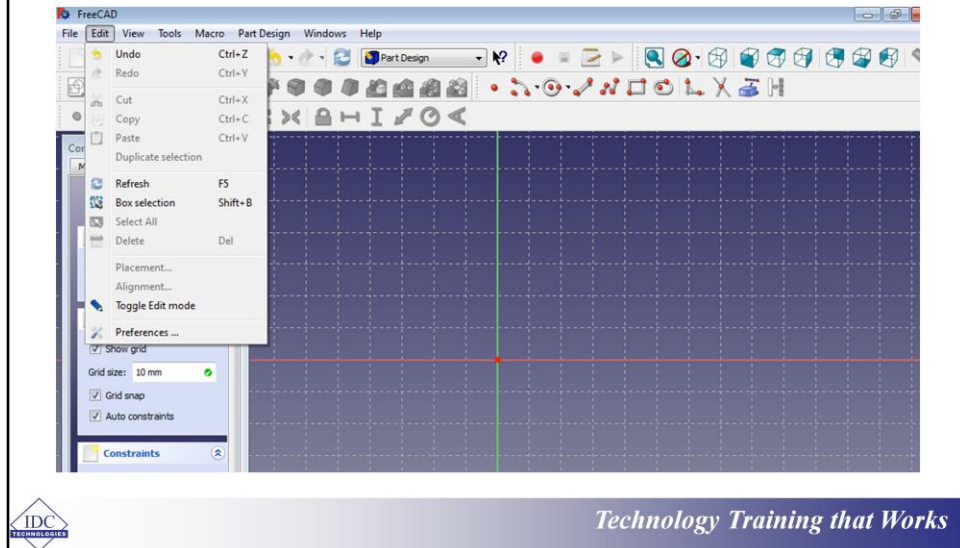 FreeCAD
File Edit View Tools Macro Part Design Windows Help
Undo Ctrl+Z
Part Design
Redo Ctrl+Y
Cut Ctrl+X
Copy Ctrl+C
Paste Ctrl+V
Duplicate selection
Refresh F5
Box selection Shift+B
Select All
Delete Del
Placement...
Alignment...
Toggle Edit mode
Preferences ...
Show grid
Grid size: 10 mm
Grid snap
Auto constraints
Constraints
IDC
TECHNOLOGIES
Technology Training that Works